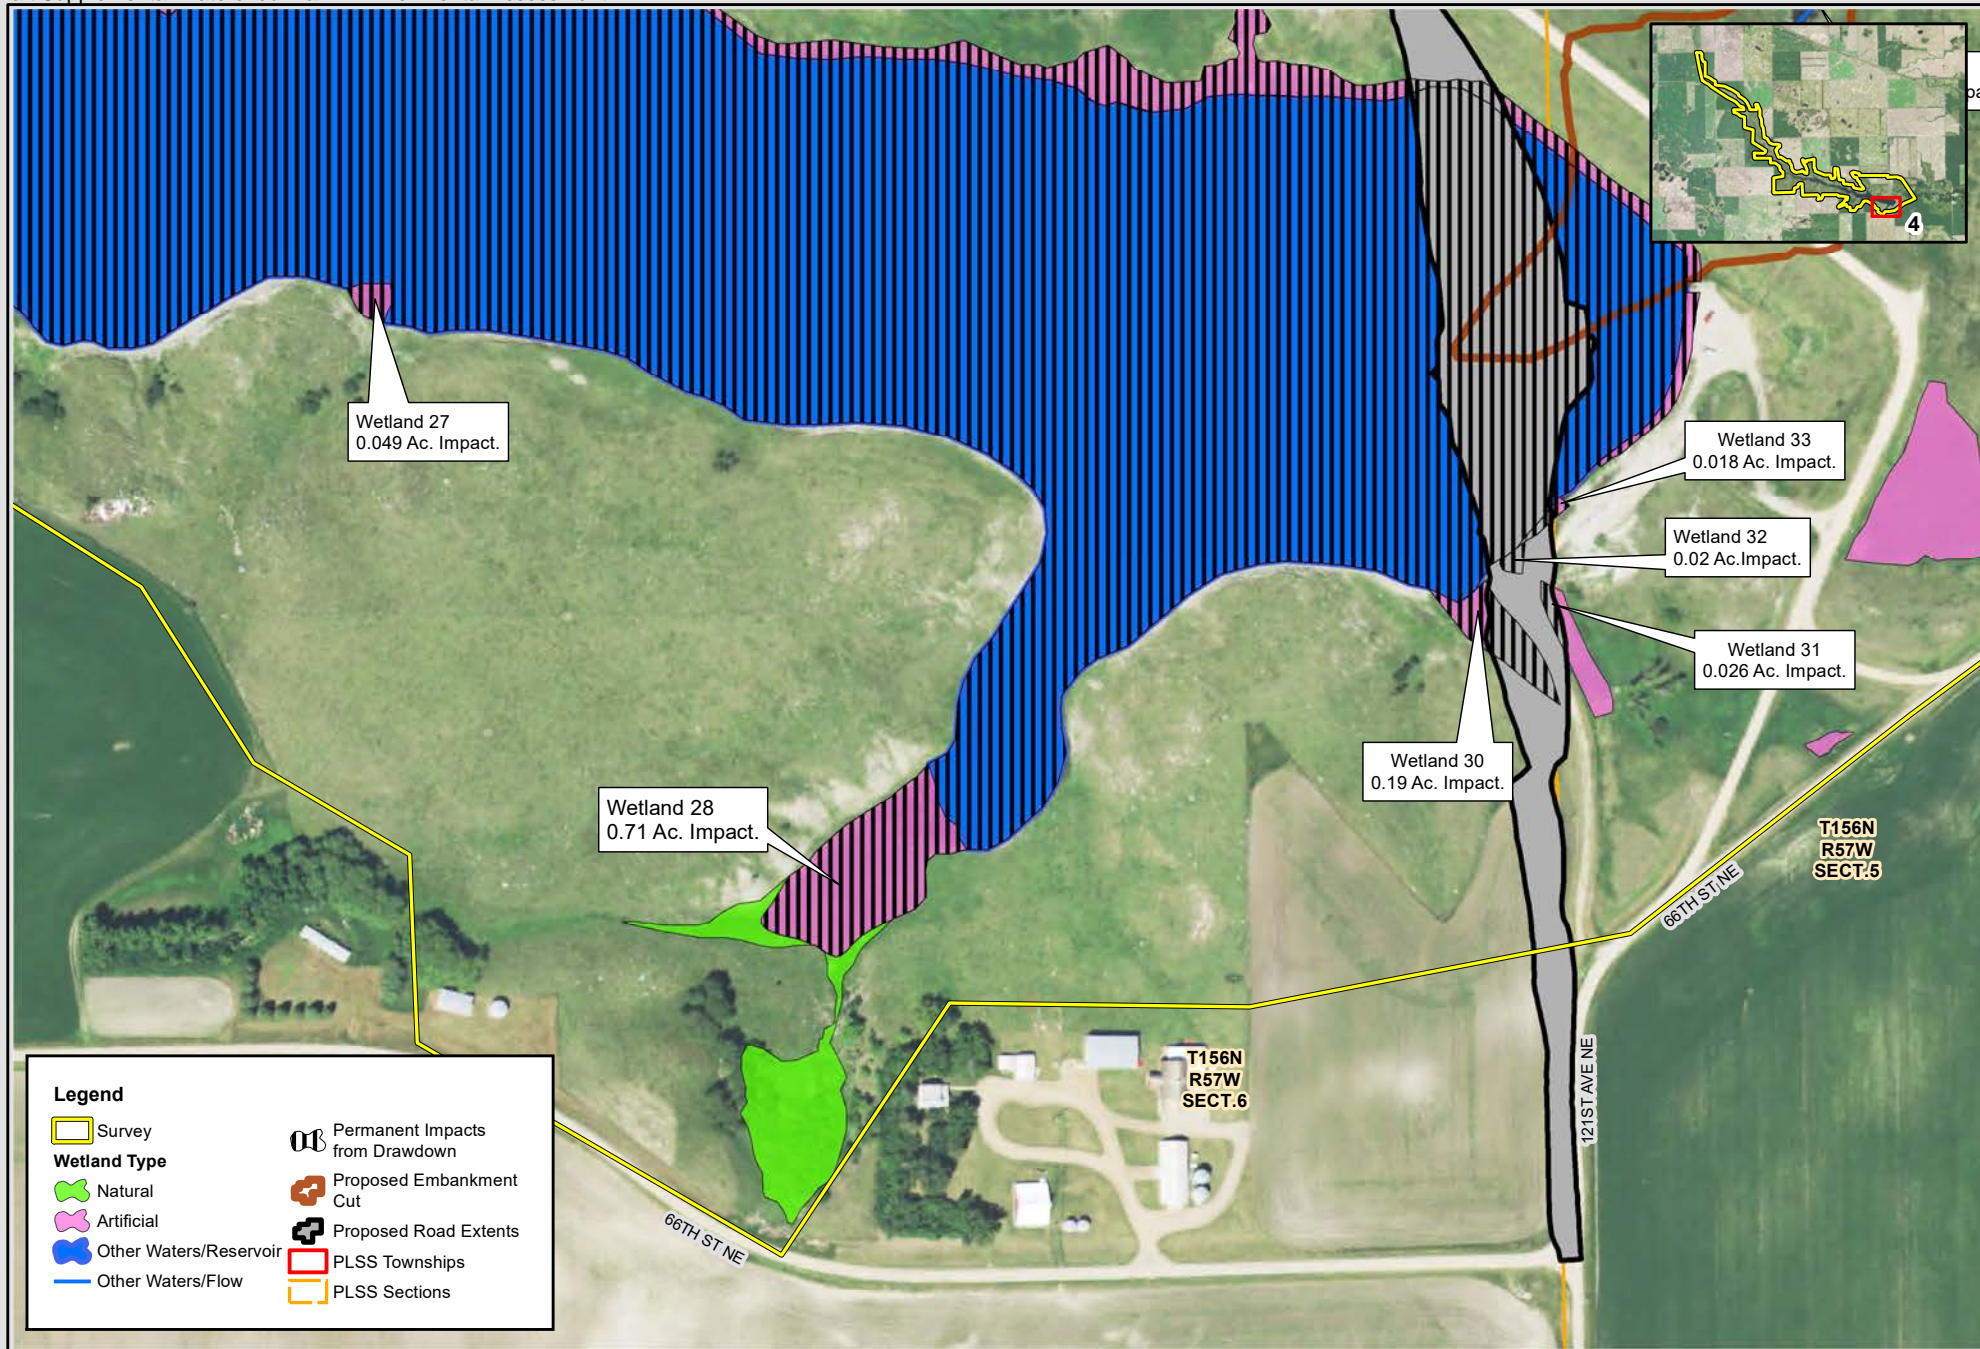 4
Wetland 27
0.049 Ac. Impact.
Wetland 33
0.018 Ac. Impact.
Wetland 32
0.02 Ac.Impact.
Wetland 31
0.026 Ac. Impact.
Wetland 30
0.19 Ac. Impact.
Wetland 28
0.71 Ac. Impact.
T156N
R57W
SECT.5
66TH ST NE
T156N
R57W
SECT.6
121ST AVE NE
66TH ST NE
Legend
Survey
Wetland Type
Natural
Artificial
Other Waters/Reservoir
Other Waters/Flow
Permanent Impacts
from Drawdown
Proposed Embankment
Cut
Proposed Road Extents
PLSS Townships
PLSS Sections